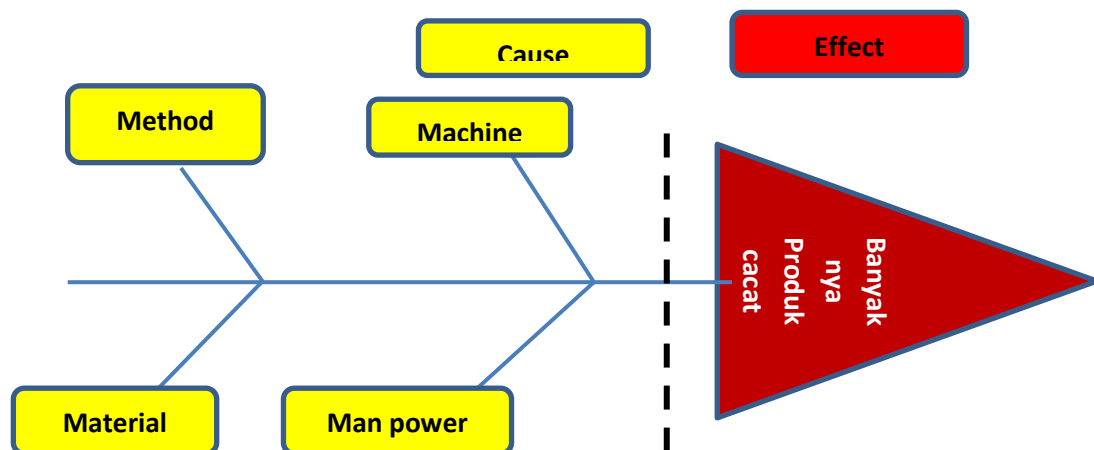 Cause
Effect
Method
Machine
Banyak
nya
Produk
cacat
Material
Man power